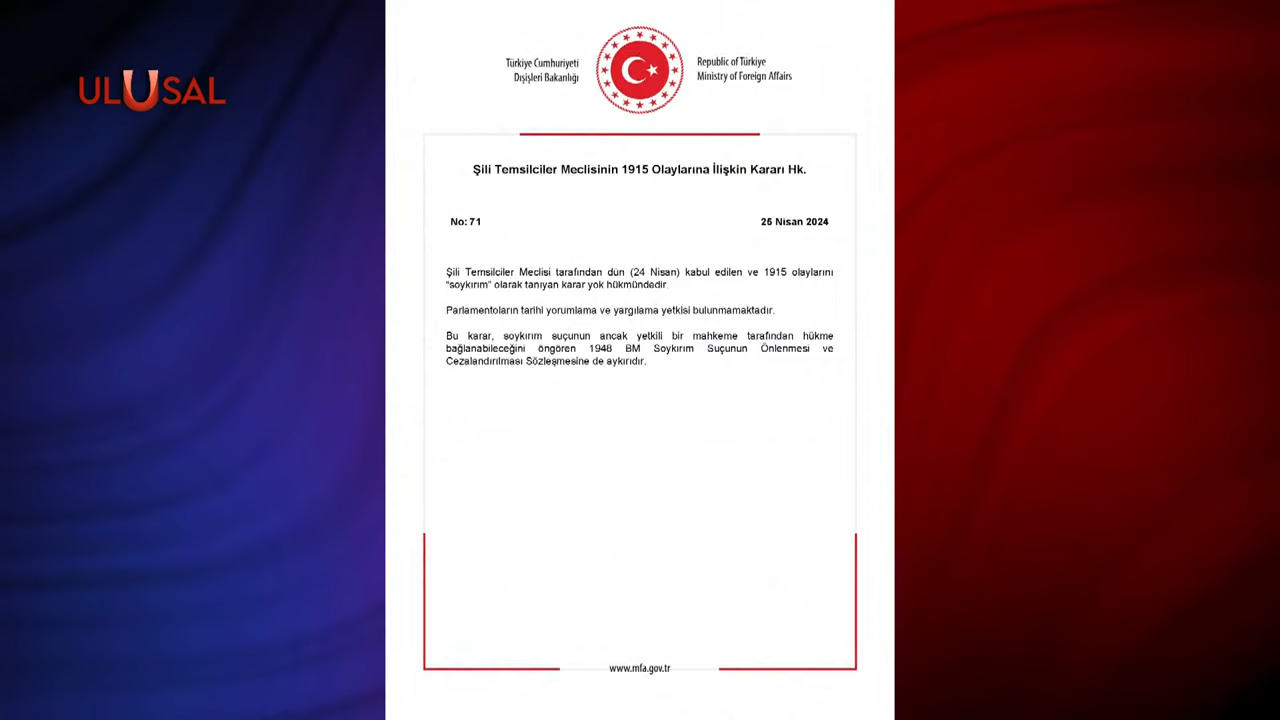 ULUSAL
Türkiye Cumhuriyeti
Dışişleri Bakanlığı
Republic of Türkiye
Ministry of Foreign Affairs
Şili Temsilciler Meclisinin 1915 Olaylarına İlişkin Kararı Hk.
No: 71
25 Nisan 2024
Şili Temsilciler Meclisi tarafından dün (24 Nisan) kabul edilen ve 1915 olaylarını
“soykırım” olarak tanıyan karar yok hükmündedir.
Parlamentoların tarihi yorumlama ve yargılama yetkisi bulunmamaktadır.
Bu karar, soykırım suçunun ancak yetkili bir mahkeme tarafından hükme
bağlanabileceğini öngören 1948 BM Soykırım Suçunun Önlenmesi ve
Cezalandırılması Sözleşmesine de aykırıdır.
www.mfa.gov.tr